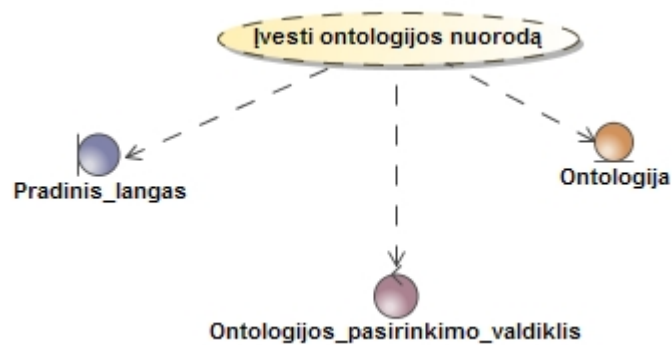 Įvesti ontologijos nuorodą
Pradinis_langas
Ontologija
Ontologijos_pasirinkimo_valdiklis